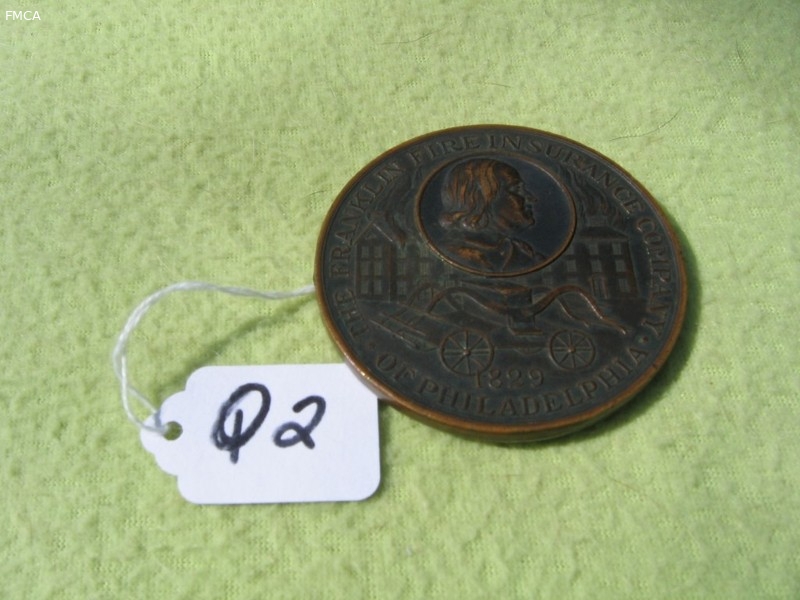 FMCA
THE FRANKLIN FIRE INSURANCE COMPANY
· OF PHILADELPHIA ·
1829
Q2